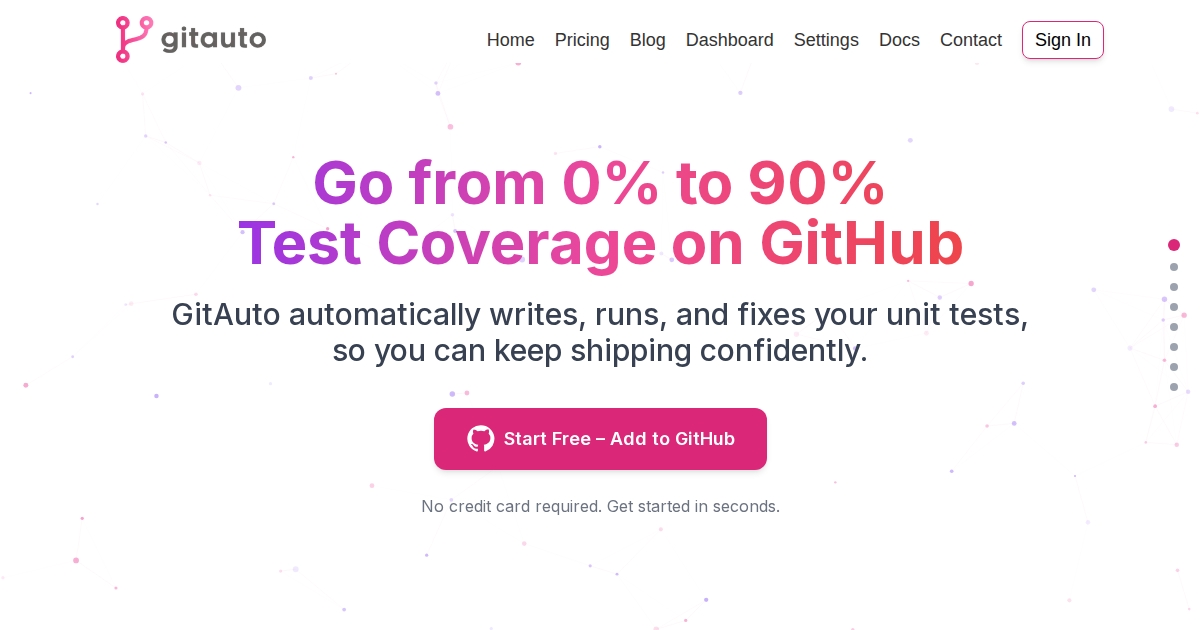 gitauto
Home Pricing Blog Dashboard Settings Docs Contact Sign In
Go from 0% to 90%
Test Coverage on GitHub
GitAuto automatically writes, runs, and fixes your unit tests,
so you can keep shipping confidently.
Start Free – Add to GitHub
No credit card required. Get started in seconds.